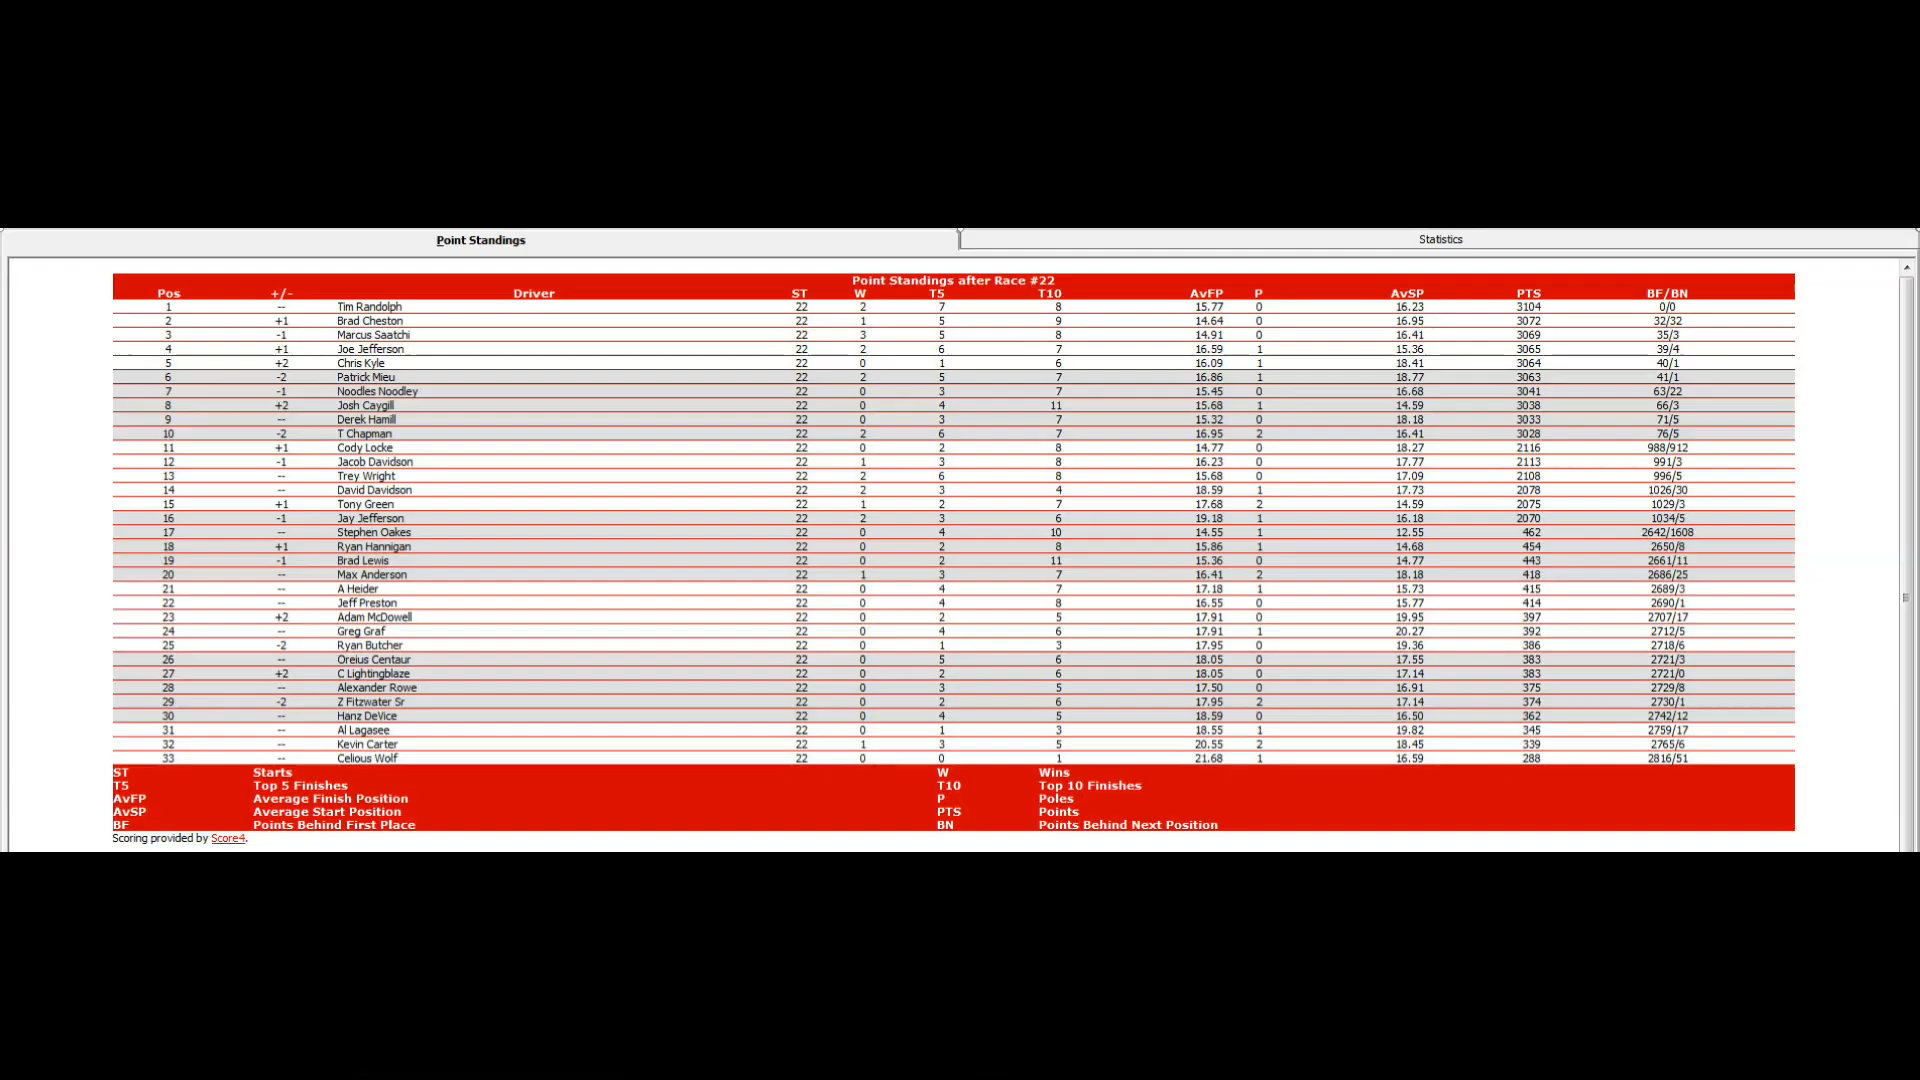 Point Standings Statistics
Point Standings after Race #22
Pos +/- Driver ST W T5 T10 AvFP P AvSP PTS BF/BN
1 -- Tim Randolph 22 2 7 8 15.77 0 16.23 3104 0/0
2 +1 Brad Cheston 22 1 5 9 14.64 0 16.95 3072 32/32
3 -1 Marcus Saatchi 22 3 5 8 14.91 0 16.41 3069 35/3
4 +1 Joe Jefferson 22 2 6 7 16.59 1 15.36 3065 39/4
5 +2 Chris Kyle 22 0 1 6 16.09 1 18.41 3064 40/1
6 -2 Patrick Mieu 22 2 5 7 16.86 1 18.77 3063 41/1
7 -1 Noodles Noodley 22 0 3 7 15.45 0 16.68 3041 63/22
8 +2 Josh Caygill 22 0 4 11 15.68 1 14.59 3038 66/3
9 -- Derek Hamill 22 0 3 7 15.32 0 18.18 3033 71/5
10 -2 T Chapman 22 2 6 7 16.95 2 16.41 3028 76/5
11 +1 Cody Locke 22 0 2 8 14.77 0 18.27 2116 988/912
12 -1 Jacob Davidson 22 1 3 8 16.23 0 17.77 2113 991/3
13 -- Trey Wright 22 2 6 8 15.68 0 17.09 2108 996/5
14 -- David Davidson 22 2 3 4 18.59 1 17.73 2078 1026/30
15 +1 Tony Green 22 1 2 7 17.68 2 14.59 2075 1029/3
16 -1 Jay Jefferson 22 2 3 6 19.18 1 16.18 2070 1034/5
17 -- Stephen Oakes 22 0 4 10 14.55 1 12.55 462 2642/1608
18 +1 Ryan Hannigan 22 0 2 8 15.86 1 14.68 454 2650/8
19 -1 Brad Lewis 22 0 2 11 15.36 0 14.77 443 2661/11
20 -- Max Anderson 22 1 3 7 16.41 2 18.18 418 2686/25
21 -- A Heider 22 0 4 7 17.18 1 15.73 415 2689/3
22 -- Jeff Preston 22 0 4 8 16.55 0 15.77 414 2690/1
23 +2 Adam McDowell 22 0 2 5 17.91 0 19.95 397 2707/17
24 -- Greg Graf 22 0 4 6 17.91 1 20.27 392 2712/5
25 -2 Ryan Butcher 22 0 1 3 17.95 0 19.36 386 2718/6
26 -- Oreius Centaur 22 0 5 6 18.05 0 17.55 383 2721/3
27 +2 C Lightingblaze 22 0 2 6 18.05 0 17.14 383 2721/0
28 -- Alexander Rowe 22 0 3 5 17.50 0 16.91 375 2729/8
29 -2 Z Fitzwater Sr 22 0 2 6 17.95 2 17.14 374 2730/1
30 -- Hanz DeVice 22 0 4 5 18.59 0 16.50 362 2742/12
31 -- Al Lagasee 22 0 1 3 18.55 1 19.82 345 2759/17
32 -- Kevin Carter 22 1 3 5 20.55 2 18.45 339 2765/6
33 -- Celious Wolf 22 0 0 1 21.68 1 16.59 288 2816/51
ST Starts W Wins
T5 Top 5 Finishes T10 Top 10 Finishes
AvFP Average Finish Position P Poles
AvSP Average Start Position PTS Points
BF Points Behind First Place BN Points Behind Next Position
Scoring provided by Score4.